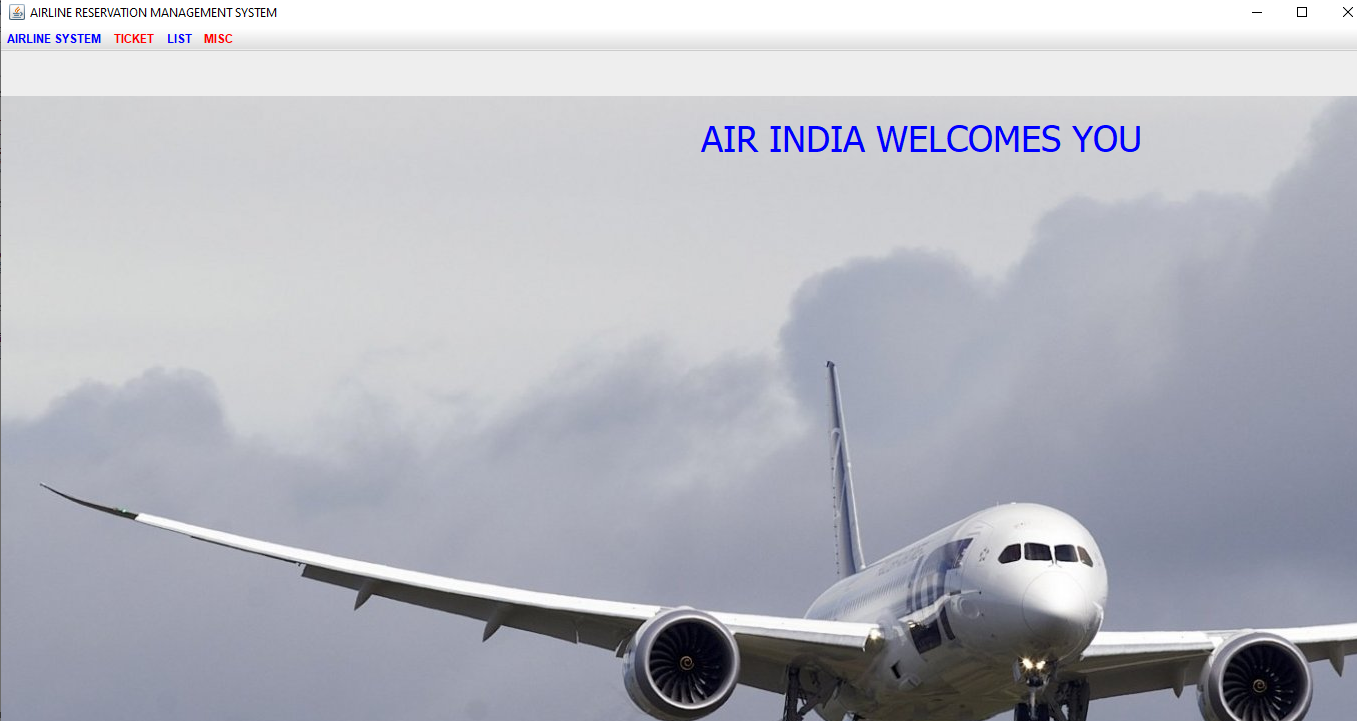 AIRLINE RESERVATION MANAGEMENT SYSTEM
AIRLINE SYSTEM TICKET LIST MISC
AIR INDIA WELCOMES YOU